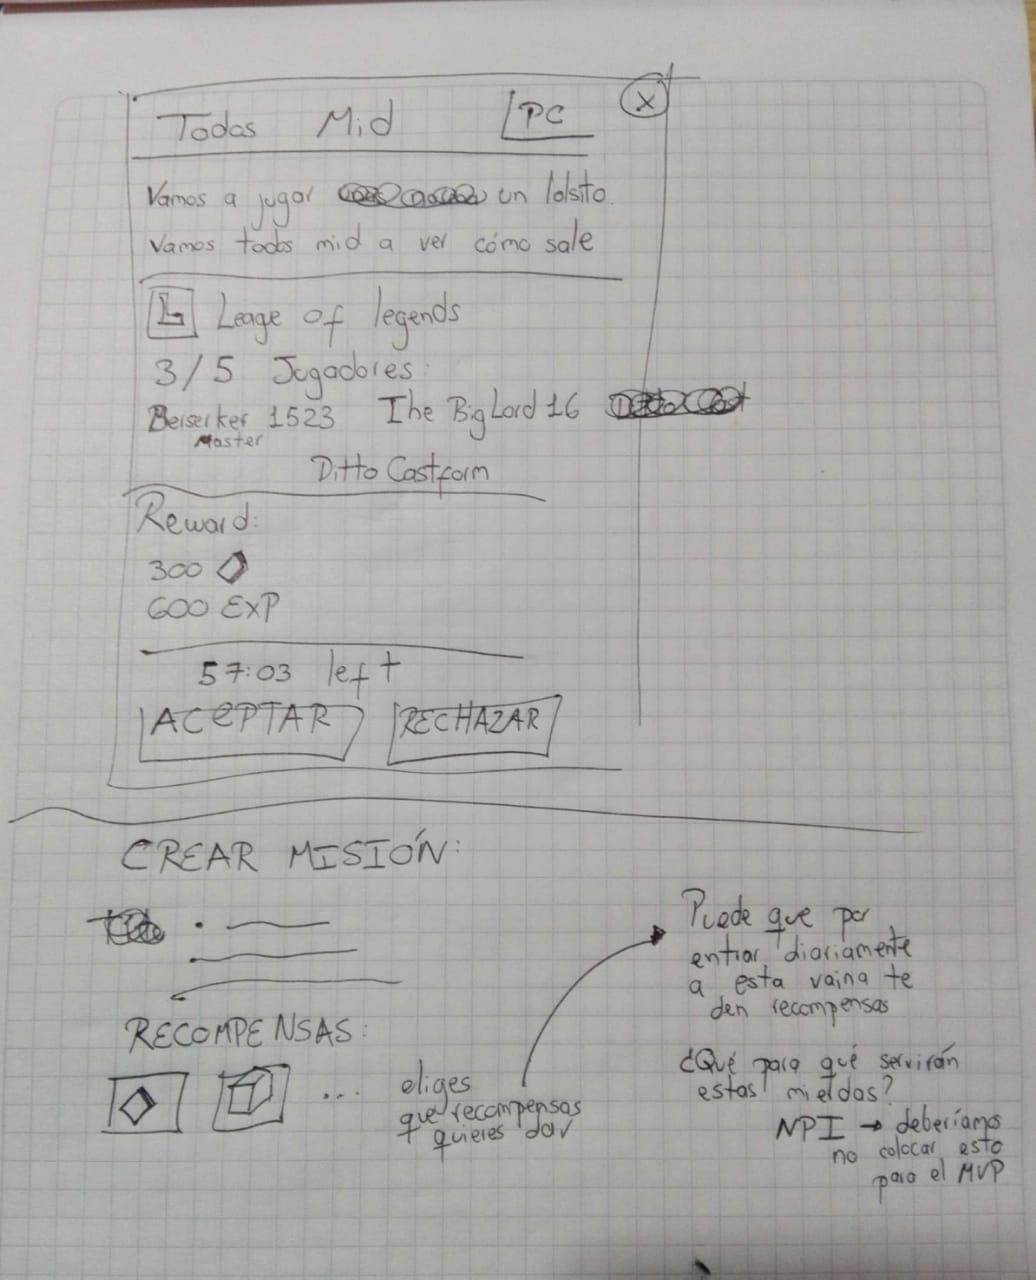 Todos Mid PC X
Vamos a jugar un lolsito.
Vamos todos mid a ver cómo sale
L Leage of legends
3/5 Jugadores:
Berserker 1523 The Big Lord 16
Master
Ditto Castform
Reward:
300
600 EXP
57:03 left
ACEPTAR RECHAZAR
CREAR MISIÓN:
RECOMPENSAS:
... eliges
que recompensas
quieres dar
Puede que por
entrar diariamente
a esta vaina te
den recompensas
¿Qué para qué servirán
estas mierdas?
NPI → deberíamos
no colocar esto
para el MVP